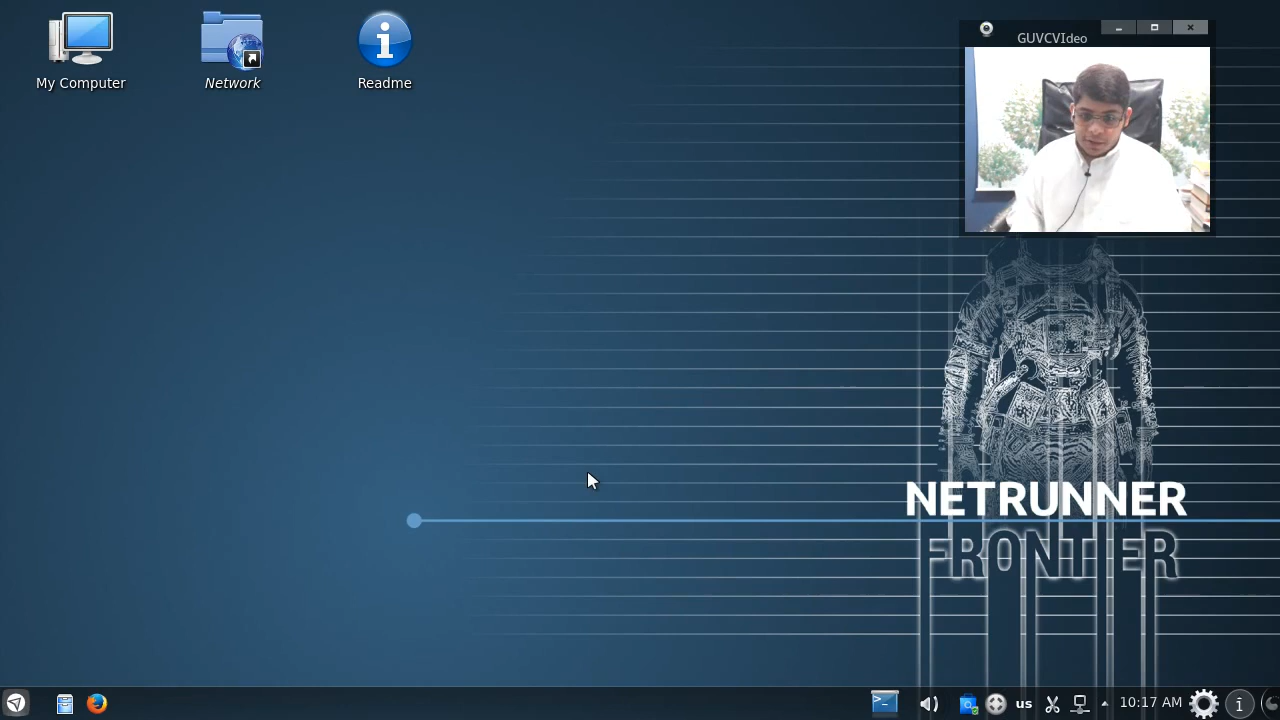 My Computer
Network
Readme
GUVCVIdeo
NETRUNNER
FRONTIER
us
10:17 AM